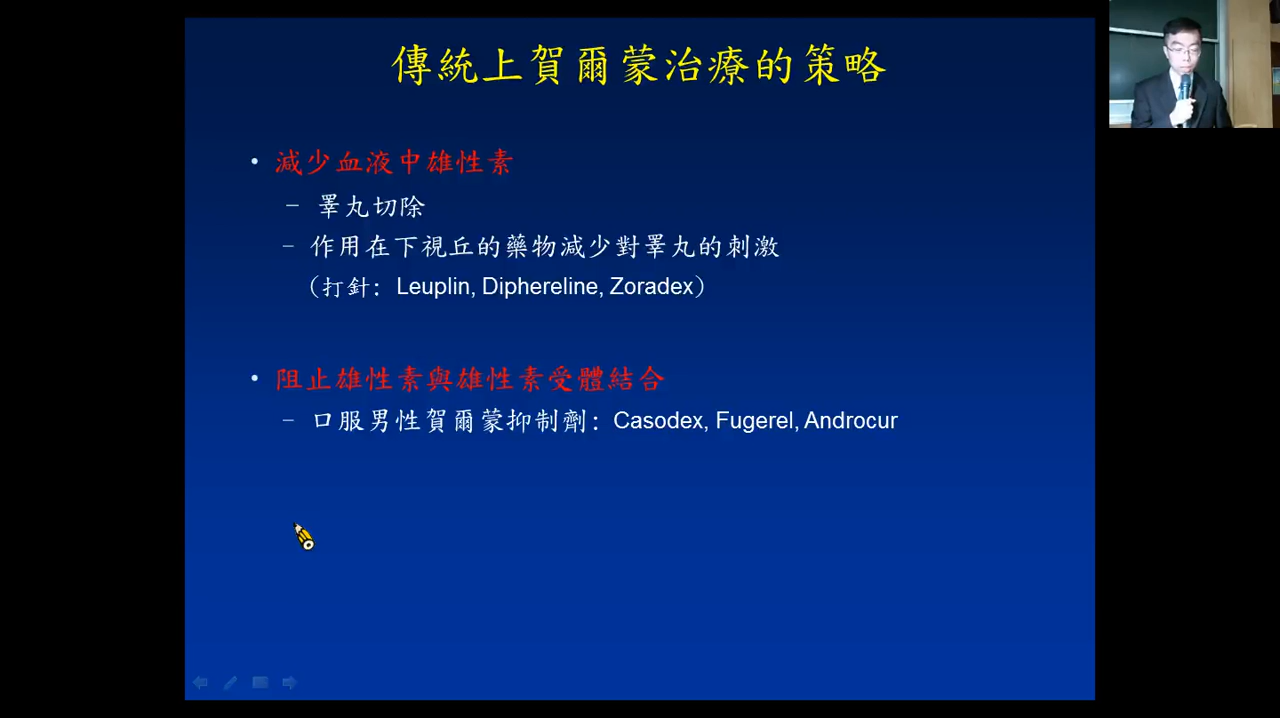 傳統上賀爾蒙治療的策略
• 減少血液中雄性素
– 睪丸切除
– 作用在下視丘的藥物減少對睪丸的刺激
（打針：Leuplin, Diphereline, Zoradex）
• 阻止雄性素與雄性素受體結合
– 口服男性賀爾蒙抑制劑：Casodex, Fugerel, Androcur